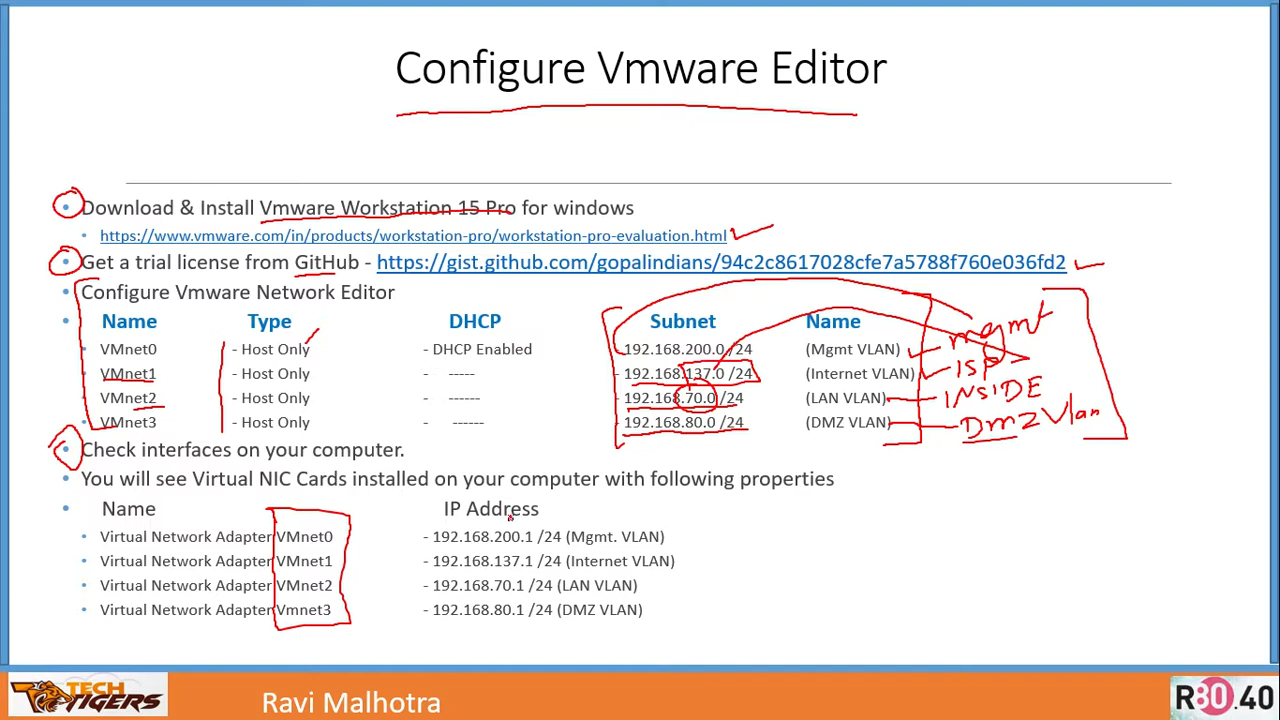 Configure Vmware Editor
• Download & Install Vmware Workstation 15 Pro for windows
• https://www.vmware.com/in/products/workstation-pro/workstation-pro-evaluation.html
• Get a trial license from GitHub - https://gist.github.com/gopalindians/94c2c8617028cfe7a5788f760e036fd2
• Configure Vmware Network Editor
• Name Type DHCP Subnet Name
• VMnet0 - Host Only - DHCP Enabled - 192.168.200.0 /24 (Mgmt VLAN) mgmt
• VMnet1 - Host Only - ----- - 192.168.137.0 /24 (Internet VLAN) ISP
• VMnet2 - Host Only - ------ - 192.168.70.0 /24 (LAN VLAN) INSIDE
• VMnet3 - Host Only - ------ - 192.168.80.0 /24 (DMZ VLAN) DMZ Vlan
• Check interfaces on your computer.
• You will see Virtual NIC Cards installed on your computer with following properties
• Name IP Address
• Virtual Network Adapter VMnet0 - 192.168.200.1 /24 (Mgmt. VLAN)
• Virtual Network Adapter VMnet1 - 192.168.137.1 /24 (Internet VLAN)
• Virtual Network Adapter VMnet2 - 192.168.70.1 /24 (LAN VLAN)
• Virtual Network Adapter Vmnet3 - 192.168.80.1 /24 (DMZ VLAN)
TECH
TIGERS
Ravi Malhotra
R80.40